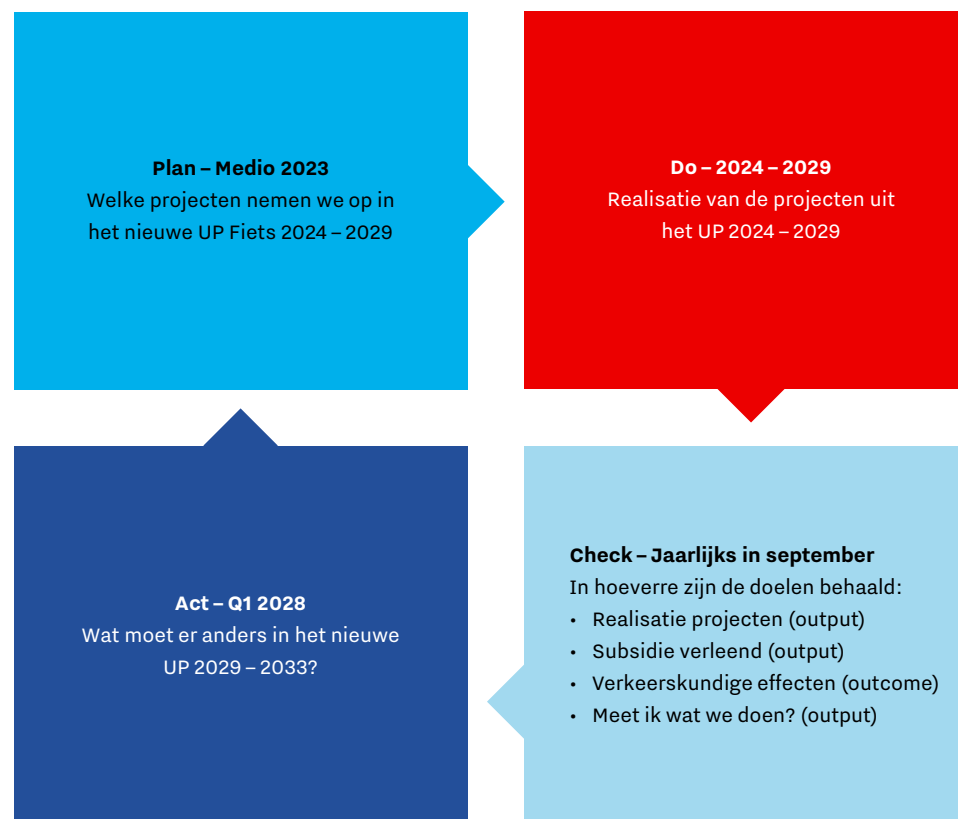 Plan – Medio 2023
Welke projecten nemen we op in
het nieuwe UP Fiets 2024 – 2029
Do – 2024 – 2029
Realisatie van de projecten uit
het UP 2024 – 2029
Act – Q1 2028
Wat moet er anders in het nieuwe
UP 2029 – 2033?
Check – Jaarlijks in september
In hoeverre zijn de doelen behaald:
• Realisatie projecten (output)
• Subsidie verleend (output)
• Verkeerskundige effecten (outcome)
• Meet ik wat we doen? (output)